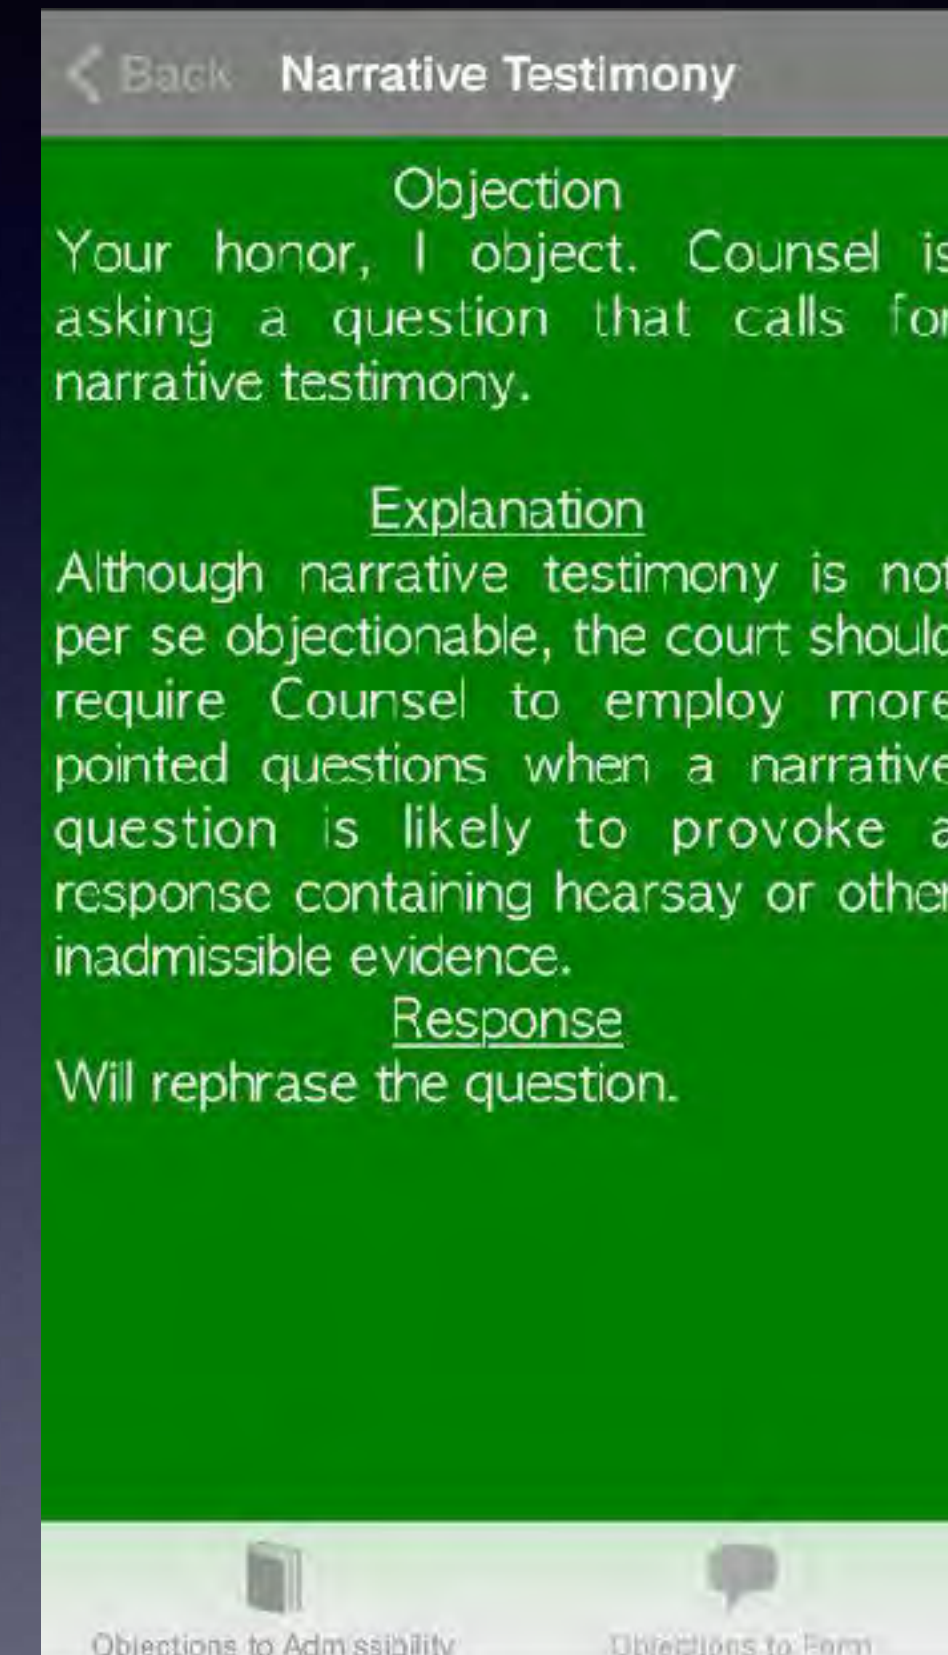 Back Narrative Testimony
Objection
Your honor, I object. Counsel is
asking a question that calls for
narrative testimony.
Explanation
Although narrative testimony is not
per se objectionable, the court should
require Counsel to employ more
pointed questions when a narrative
question is likely to provoke a
response containing hearsay or other
inadmissible evidence.
Response
Will rephrase the question.
Objections to Admissibility Objections to Form